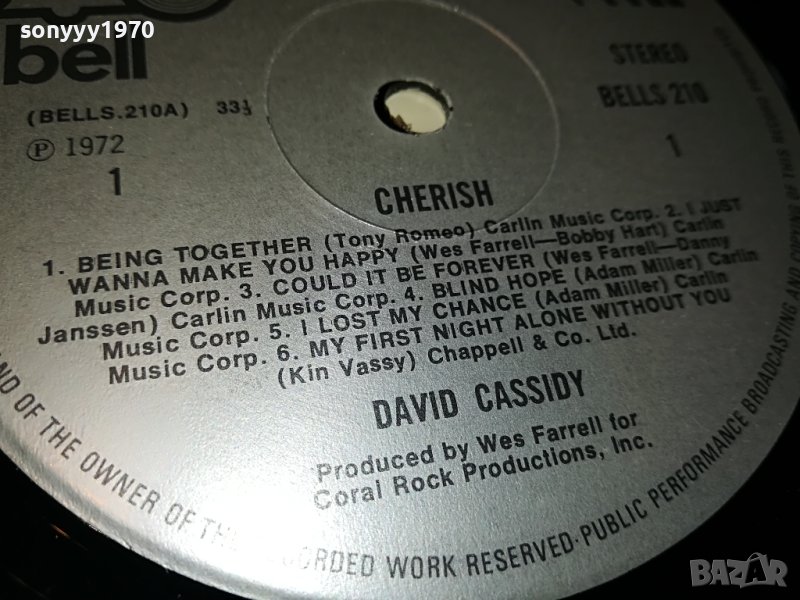 sonyyy1970
bell
STEREO
(BELLS.210A) 33⅓
BELLS 210
Ⓟ 1972
1
1
CHERISH
1. BEING TOGETHER (Tony Romeo) Carlin Music Corp. 2. I JUST
WANNA MAKE YOU HAPPY (Wes Farrell—Bobby Hart) Carlin
Music Corp. 3. COULD IT BE FOREVER (Wes Farrell—Danny
Janssen) Carlin Music Corp. 4. BLIND HOPE (Adam Miller) Carlin
Music Corp. 5. I LOST MY CHANCE (Adam Miller) Carlin
Music Corp. 6. MY FIRST NIGHT ALONE WITHOUT YOU
(Kin Vassy) Chappell & Co. Ltd.
DAVID CASSIDY
Produced by Wes Farrell for
Coral Rock Productions, Inc.
OF THE OWNER OF WORK RESERVED·PUBLIC PERFORMANCE BROADCASTING AND COPYING OF THIS
BAZAR